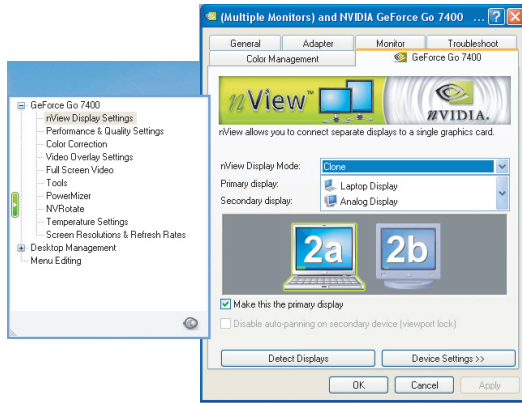 (Multiple Monitors) and NVIDIA GeForce Go 7400 ...
General Adapter Monitor Troubleshoot
Color Management GeForce Go 7400
nView™ NVIDIA.
nView allows you to connect separate displays to a single graphics card.
nView Display Mode: Clone
Primary display: Laptop Display
Secondary display: Analog Display
2a 2b
Make this the primary display
Disable auto-panning on secondary device (viewport lock)
Detect Displays Device Settings >>
OK Cancel Apply
GeForce Go 7400
nView Display Settings
Performance & Quality Settings
Color Correction
Video Overlay Settings
Full Screen Video
Tools
PowerMizer
NVRotate
Temperature Settings
Screen Resolutions & Refresh Rates
Desktop Management
Menu Editing